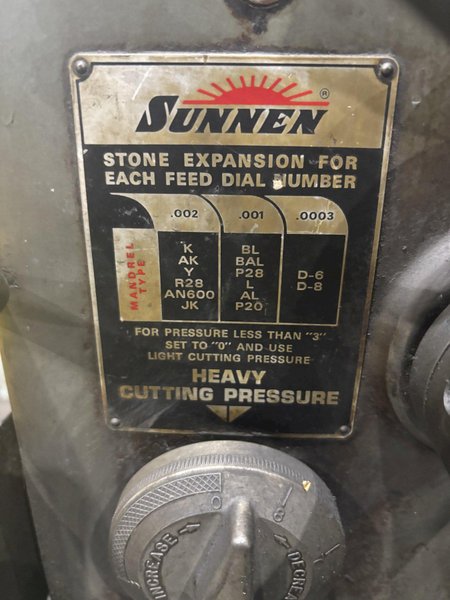 SUNNEN®
STONE EXPANSION FOR
EACH FEED DIAL NUMBER
.002 .001 .0003
MANDREL
TYPE
K
AK
Y
R28
AN600
JK
BL
BAL
P28
L
AL
P20
D-6
D-8
FOR PRESSURE LESS THAN "3"
SET TO "0" AND USE
LIGHT CUTTING PRESSURE
HEAVY
CUTTING PRESSURE
0
INCREASE